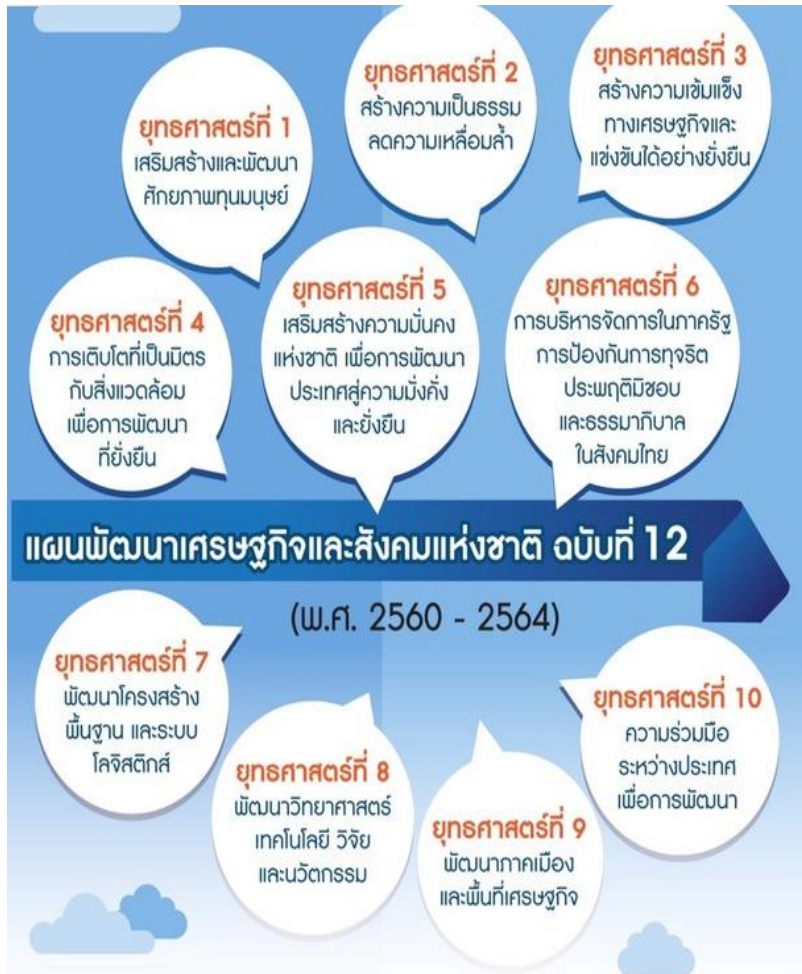 ยุทธศาสตร์ที่ 1
เสริมสร้างและพัฒนา
ศักยภาพทุนมนุษย์
ยุทธศาสตร์ที่ 2
สร้างความเป็นธรรม
ลดความเหลื่อมล้ำ
ยุทธศาสตร์ที่ 3
สร้างความเข้มแข็ง
ทางเศรษฐกิจและ
แข่งขันได้อย่างยั่งยืน
ยุทธศาสตร์ที่ 4
การเติบโตที่เป็นมิตร
กับสิ่งแวดล้อม
เพื่อการพัฒนา
ที่ยั่งยืน
ยุทธศาสตร์ที่ 5
เสริมสร้างความมั่นคง
แห่งชาติ เพื่อการพัฒนา
ประเทศสู่ความมั่งคั่ง
และยั่งยืน
ยุทธศาสตร์ที่ 6
การบริหารจัดการในภาครัฐ
การป้องกันการทุจริต
ประพฤติมิชอบ
และธรรมาภิบาล
ในสังคมไทย
แผนพัฒนาเศรษฐกิจและสังคมแห่งชาติ ฉบับที่ 12
(พ.ศ. 2560 - 2564)
ยุทธศาสตร์ที่ 7
พัฒนาโครงสร้าง
พื้นฐาน และระบบ
โลจิสติกส์
ยุทธศาสตร์ที่ 8
พัฒนาวิทยาศาสตร์
เทคโนโลยี วิจัย
และนวัตกรรม
ยุทธศาสตร์ที่ 9
พัฒนาภาคเมือง
และพื้นที่เศรษฐกิจ
ยุทธศาสตร์ที่ 10
ความร่วมมือ
ระหว่างประเทศ
เพื่อการพัฒนา